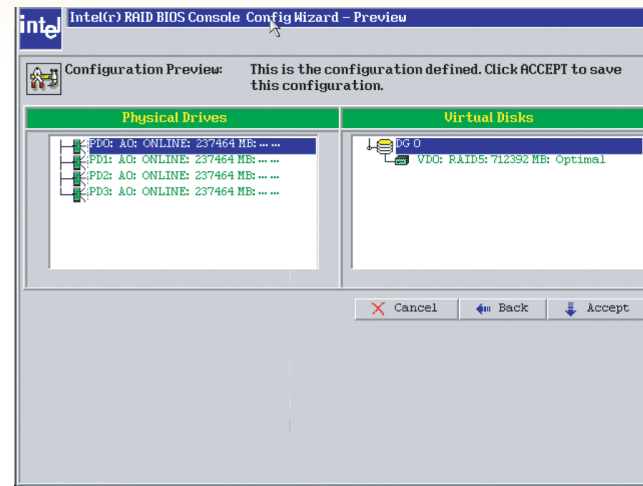 intel
Intel(r) RAID BIOS Console Config Wizard – Preview
Configuration Preview: This is the configuration defined. Click ACCEPT to save
this configuration.
Physical Drives
PD0: A0: ONLINE: 237464 MB: ... ...
PD1: A0: ONLINE: 237464 MB: ... ...
PD2: A0: ONLINE: 237464 MB: ... ...
PD3: A0: ONLINE: 237464 MB: ... ...
Virtual Disks
DG 0
VD0: RAID5: 712392 MB: Optimal
Cancel
Back
Accept